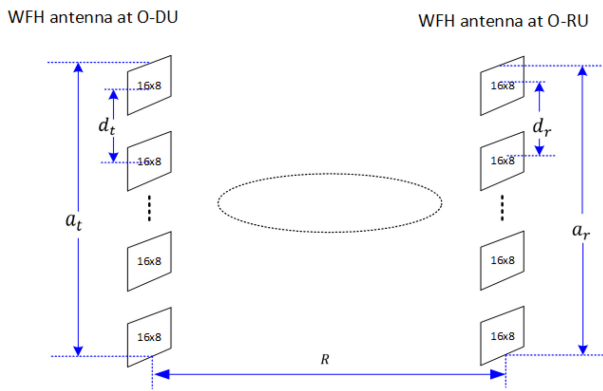 WFH antenna at O-DU
WFH antenna at O-RU
16x8
16x8
d_t
d_r
16x8
16x8
a_t
a_r
16x8
16x8
16x8
16x8
R